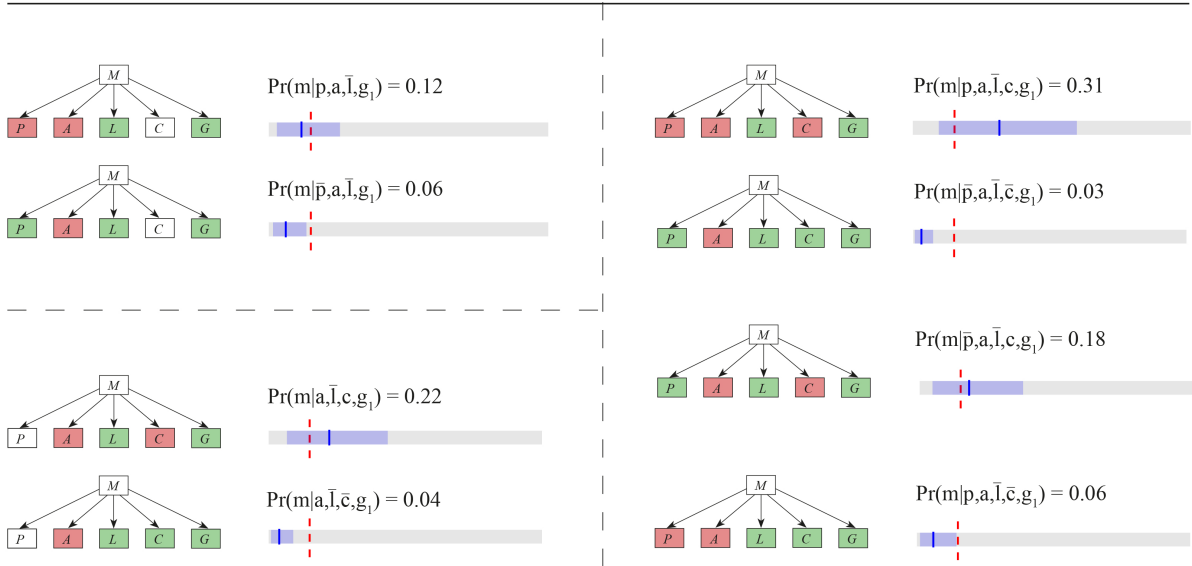 M
Pr(m|p,a,l̅,g₁) = 0.12
P A L C G
M
Pr(m|p̅,a,l̅,g₁) = 0.06
P A L C G
M
Pr(m|a,l̅,c,g₁) = 0.22
P A L C G
M
Pr(m|a,l̅,c̅,g₁) = 0.04
P A L C G
M
Pr(m|p,a,l̅,c,g₁) = 0.31
P A L C G
M
Pr(m|p̅,a,l̅,c̅,g₁) = 0.03
P A L C G
M
Pr(m|p̅,a,l̅,c,g₁) = 0.18
P A L C G
M
Pr(m|p,a,l̅,c̅,g₁) = 0.06
P A L C G